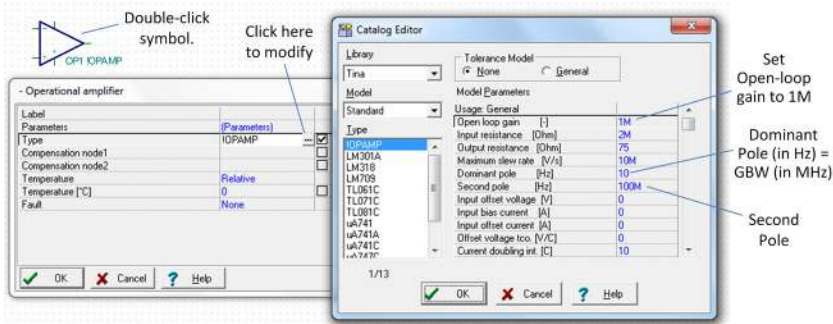 Double-click
symbol.
OP1 !OPAMP
Click here
to modify
- Operational amplifier
Label
Parameters (Parameters)
Type !OPAMP ...
Compensation node1
Compensation node2
Temperature Relative
Temperature [°C] 0
Fault None
OK Cancel ? Help
Catalog Editor
Library
Tina
Model
Standard
Type
!OPAMP
LM301A
LM318
LM709
TL061C
TL071C
TL081C
uA741
uA741A
uA741C
uA747C
1/13
Tolerance Model
None General
Model Parameters
Usage: General
Open loop gain [-] 1M
Input resistance [Ohm] 2M
Output resistance [Ohm] 75
Maximum slew rate [V/s] 10M
Dominant pole [Hz] 10
Second pole [Hz] 100M
Input offset voltage [V] 0
Input bias current [A] 0
Input offset current [A] 0
Offset voltage tco. [V/C] 0
Current doubling int. [C] 10
OK Cancel ? Help
Set
Open-loop
gain to 1M
Dominant
Pole (in Hz) =
GBW (in MHz)
Second
Pole